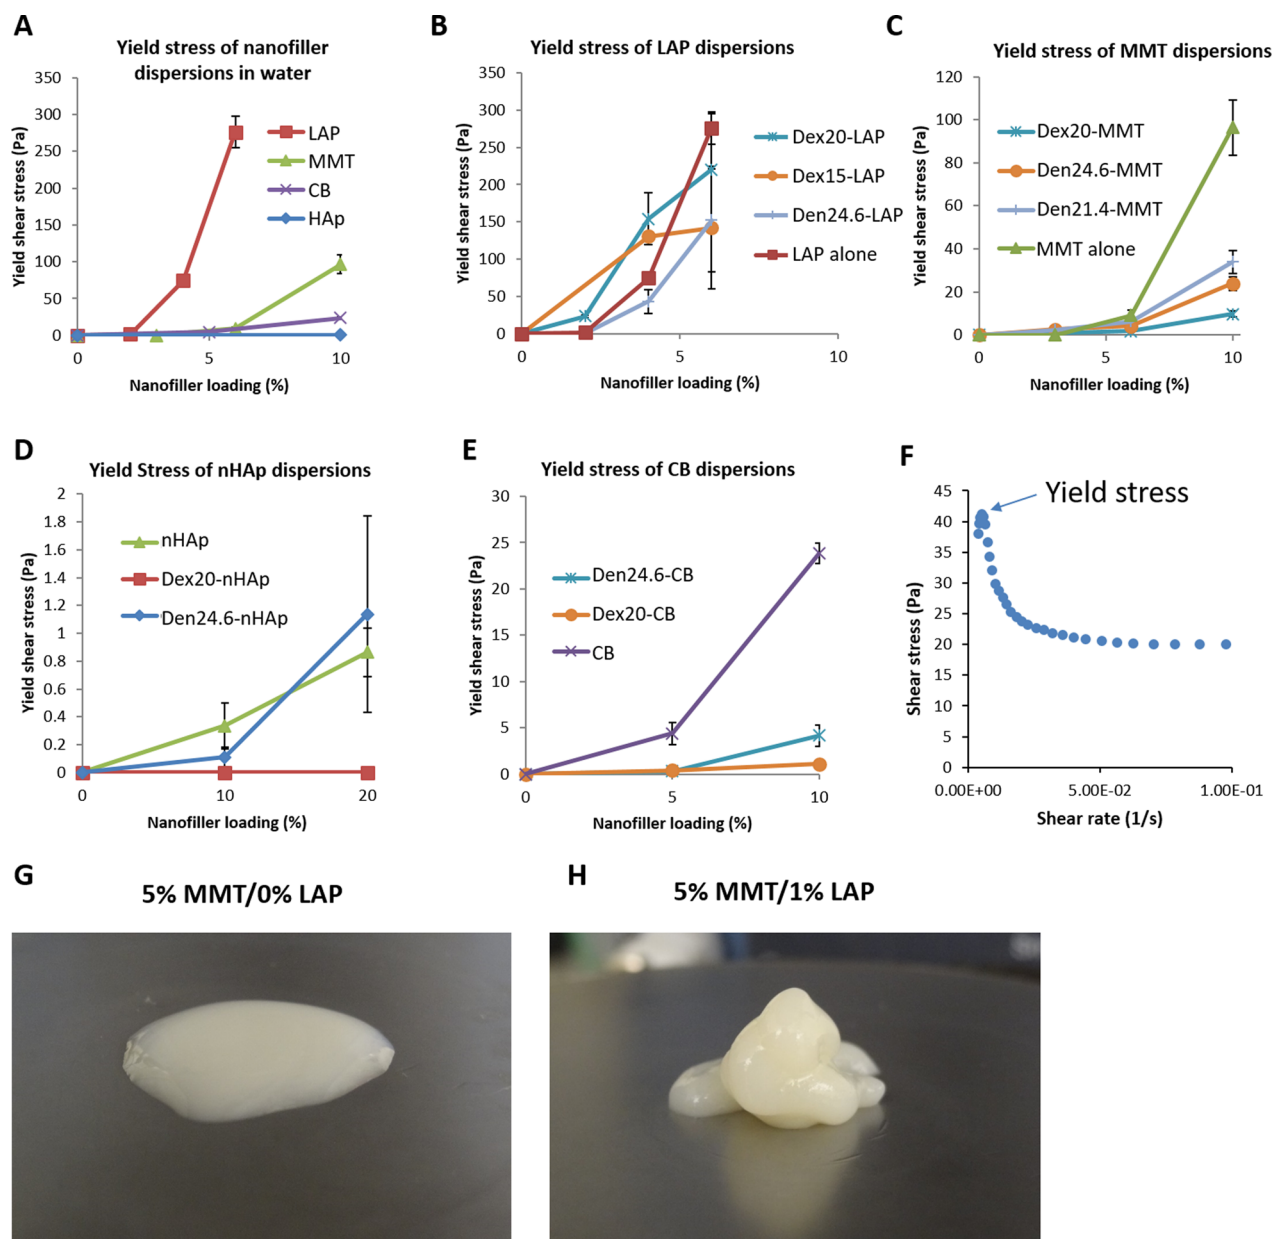 A
Yield stress of nanofiller
dispersions in water
Yield shear stress (Pa)
350
300
250
200
150
100
50
0
0
5
10
Nanofiller loading (%)
LAP
MMT
CB
HAp
B
Yield stress of LAP dispersions
Yield shear stress (Pa)
350
300
250
200
150
100
50
0
0
5
10
Nanofiller loading (%)
Dex20-LAP
Dex15-LAP
Den24.6-LAP
LAP alone
C
Yield stress of MMT dispersions
Yield shear stress (Pa)
120
100
80
60
40
20
0
0
5
10
Nanofiller loading (%)
Dex20-MMT
Den24.6-MMT
Den21.4-MMT
MMT alone
D
Yield Stress of nHAp dispersions
Yield shear stress (Pa)
2
1.8
1.6
1.4
1.2
1
0.8
0.6
0.4
0.2
0
0
10
20
Nanofiller loading (%)
nHAp
Dex20-nHAp
Den24.6-nHAp
E
Yield stress of CB dispersions
Yield shear stress (Pa)
30
25
20
15
10
5
0
0
5
10
Nanofiller loading (%)
Den24.6-CB
Dex20-CB
CB
F
Yield stress
Shear stress (Pa)
45
40
35
30
25
20
15
10
5
0
0.00E+00
5.00E-02
1.00E-01
Shear rate (1/s)
G
5% MMT/0% LAP
H
5% MMT/1% LAP